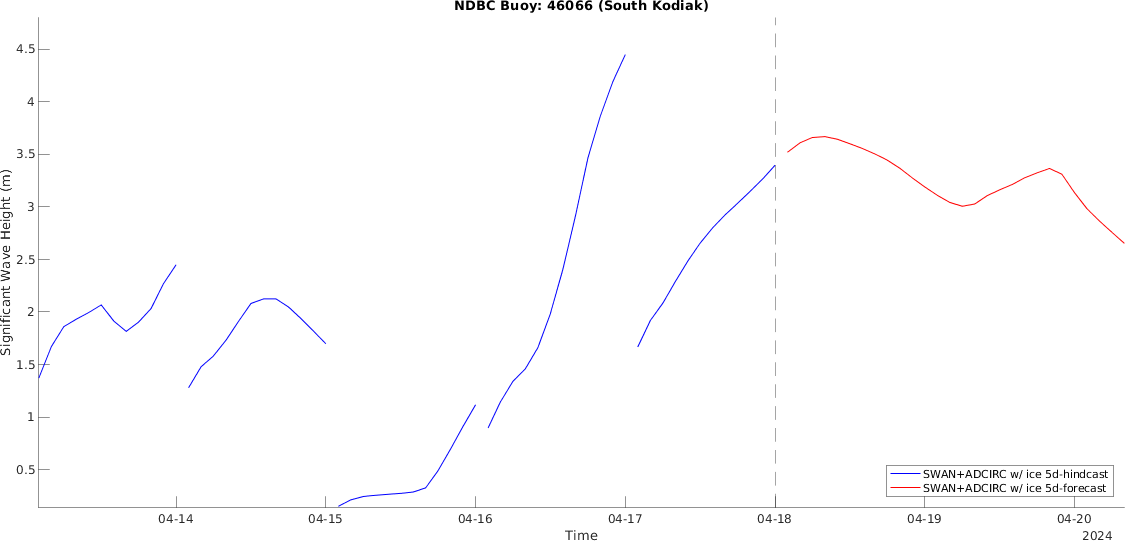 NDBC Buoy: 46066 (South Kodiak)
Significant Wave Height (m)
4.5
4
3.5
3
2.5
2
1.5
1
0.5
SWAN+ADCIRC w/ ice 5d-hindcast
SWAN+ADCIRC w/ ice 5d-forecast
04-14 04-15 04-16 04-17 04-18 04-19 04-20
Time
2024